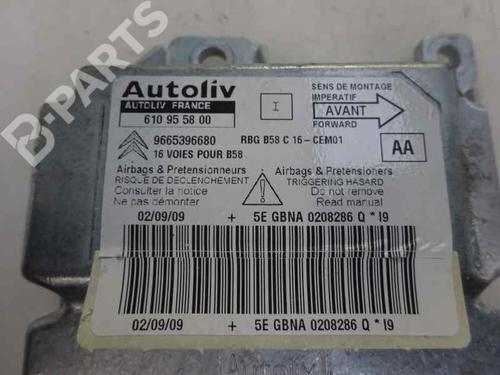 B-PARTS
Autoliv
AUTOLIV FRANCE
610 95 58 00
I
SENS DE MONTAGE
IMPERATIF
AVANT
FORWARD
9665396680 RBG B58 C 16-CEM01
16 VOIES POUR B58
AA
Airbags & Pretensionneurs
RISQUE DE DECLENCHEMENT
Consulter la notice
Ne pas démonter
Airbags & Pretensioners
TRIGGERING HASARD
Do not remove
Read manual
02/09/09 + 5E GBNA 0208286 Q * I9
02/09/09 + 5E GBNA 0208286 Q * I9
Autoliv